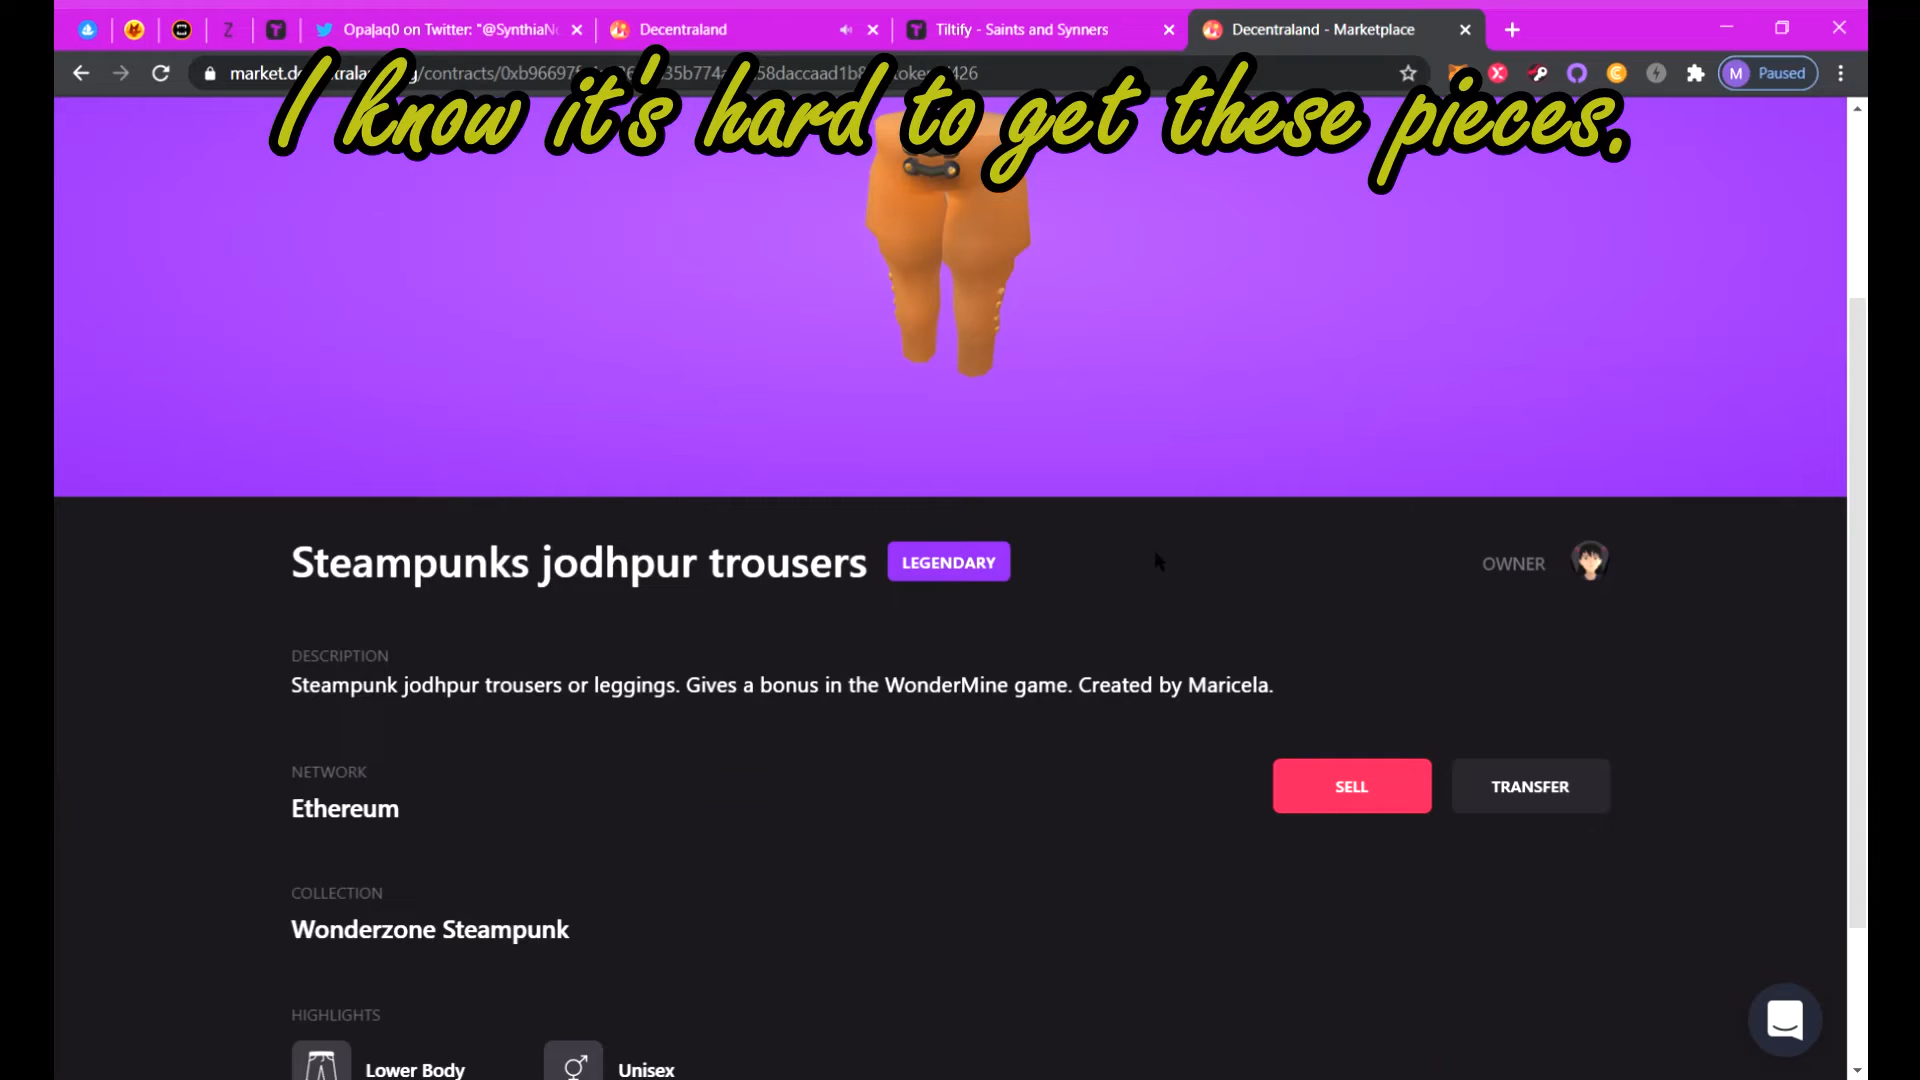 Opa|aq0 on Twitter: "@SynthiaN
Decentraland
Tiltify - Saints and Synners
Decentraland - Marketplace
M Paused
I know it's hard to get these pieces.
Steampunks jodhpur trousers
LEGENDARY
OWNER
DESCRIPTION
Steampunk jodhpur trousers or leggings. Gives a bonus in the WonderMine game. Created by Maricela.
NETWORK
Ethereum
SELL
TRANSFER
COLLECTION
Wonderzone Steampunk
HIGHLIGHTS
Lower Body
Unisex